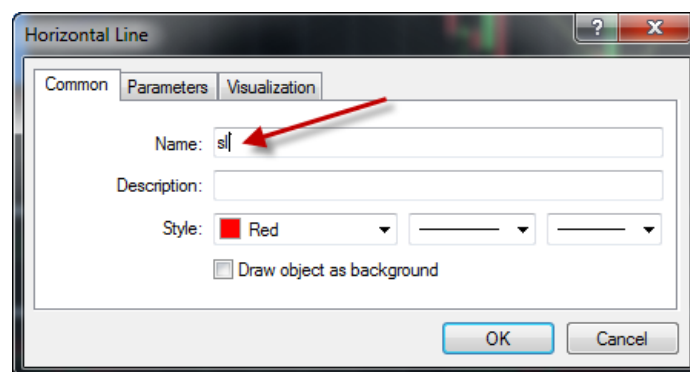 Horizontal Line
?
Common Parameters Visualization
Name: sl
Description:
Style: Red
Draw object as background
OK Cancel